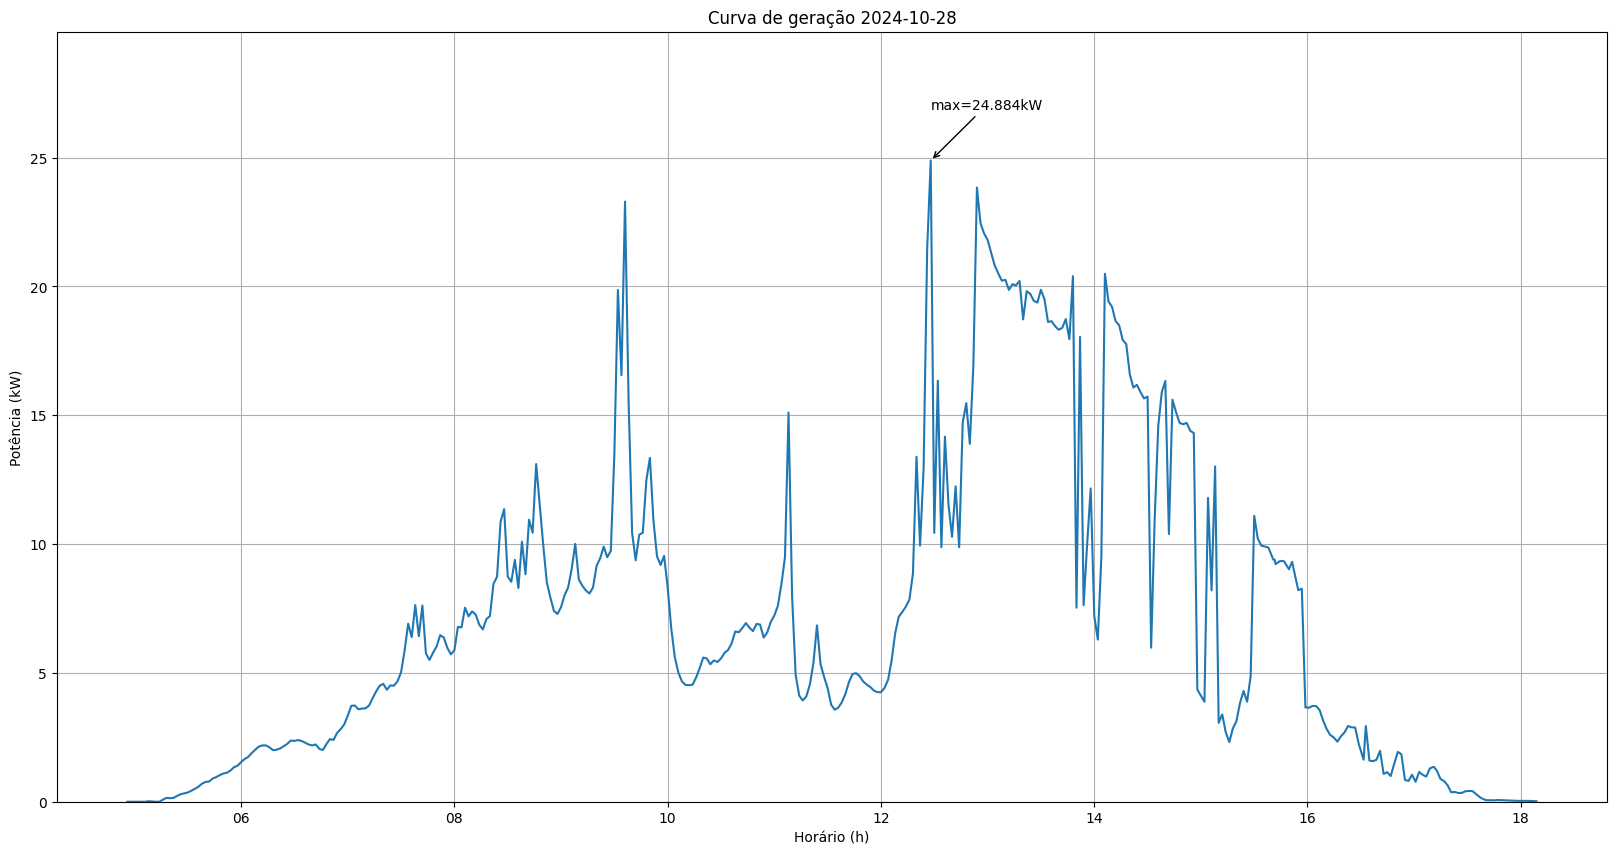 Curva de geração 2024-10-28
max=24.884kW
Potência (kW)
25
20
15
10
5
0
06 08 10 12 14 16 18
Horário (h)